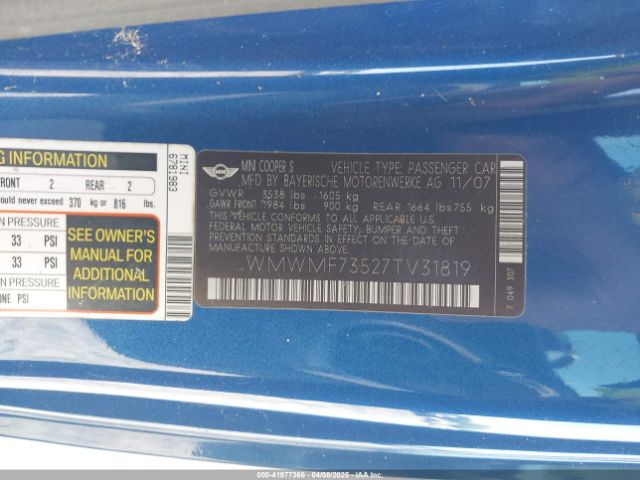 G INFORMATION
FRONT 2 REAR 2
ould never exceed 370 kg or 816 lbs.
N PRESSURE
33 PSI
33 PSI
N PRESSURE
ONE PSI
SEE OWNER'S
MANUAL FOR
ADDITIONAL
INFORMATION
MINI
6781983
MINI
MINI COOPER S VEHICLE TYPE: PASSENGER CAR
MFD BY BAYERISCHE MOTORENWERKE AG 11/07
GVWR 3538 lbs 1605 kg
GAWR FRONT 1984 lbs 900 kg REAR 1664 lbs 755 kg
THIS VEHICLE CONFORMS TO ALL APPLICABLE U.S.
FEDERAL MOTOR VEHICLE SAFETY, BUMPER AND THEFT
PREVENTION STANDARDS IN EFFECT ON THE DATE OF
MANUFACTURE SHOWN ABOVE.
WMWMF73527TV31819
7 049 307
000-41977366 04/08/2025 - IAA Inc.